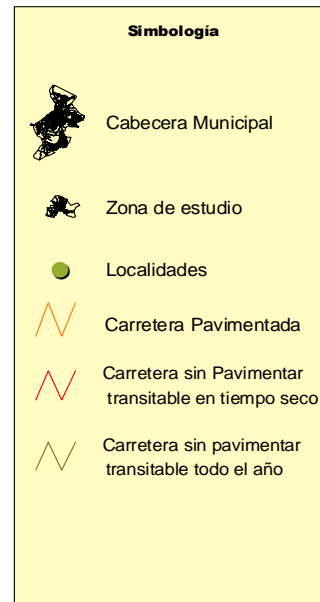 Simbología
Cabecera Municipal
Zona de estudio
Localidades
Carretera Pavimentada
Carretera sin Pavimentar
transitable en tiempo seco
Carretera sin pavimentar
transitable todo el año